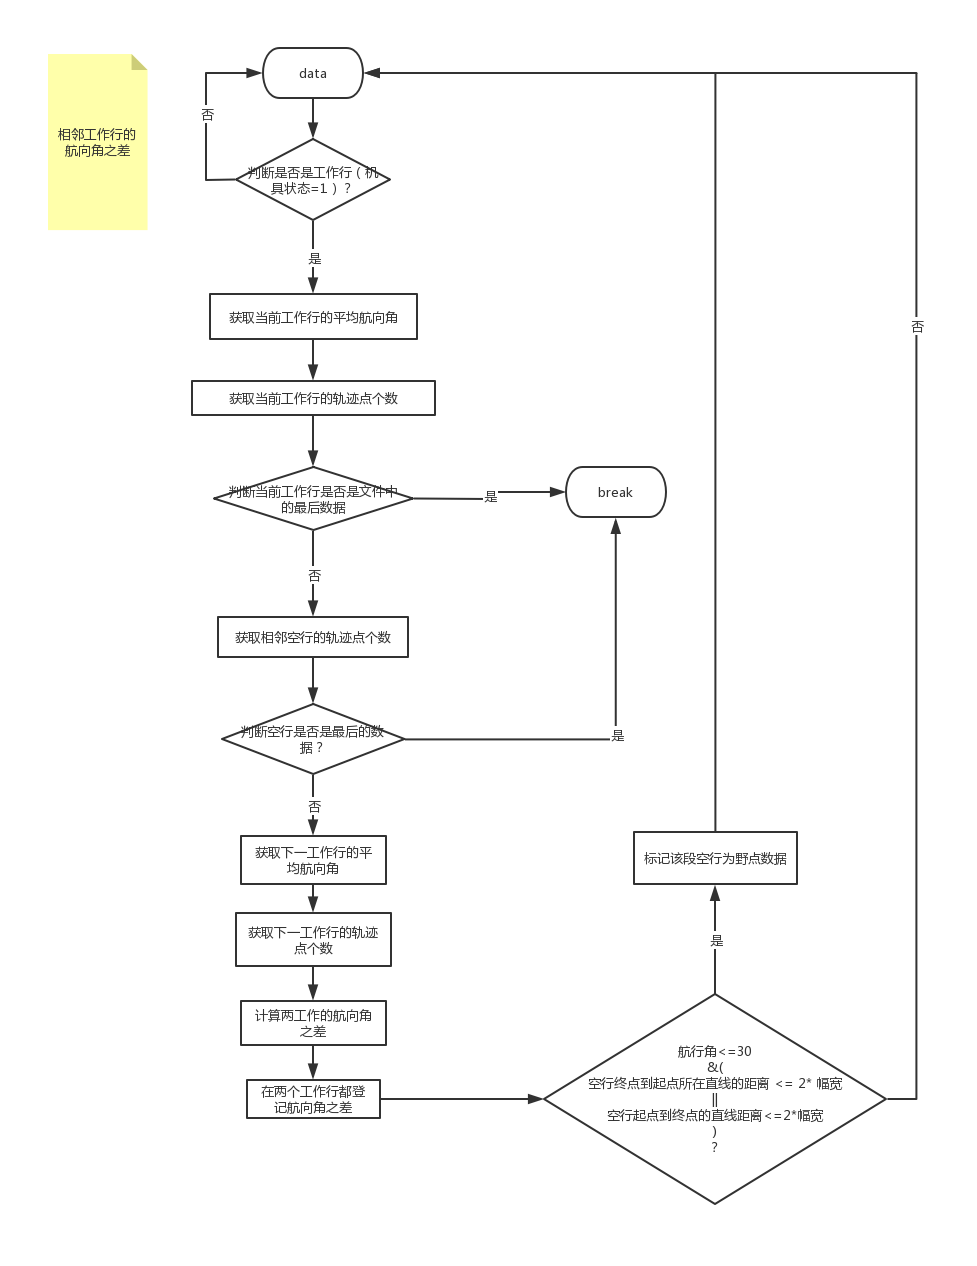 相邻工作行的
航向角之差
data
否
判断是否是工作行（机
具状态=1）？
是
获取当前工作行的平均航向角
获取当前工作行的轨迹点个数
判断当前工作行是否是文件中
的最后数据
是
break
否
获取相邻空行的轨迹点个数
判断空行是否是最后的数
据？
是
否
获取下一工作行的平
均航向角
获取下一工作行的轨迹
点个数
计算两工作的航向角
之差
在两个工作行都登
记航向角之差
航行角<=30
&(
空行终点到起点所在直线的距离 <= 2* 幅宽
||
空行起点到终点的直线距离<=2*幅宽
)
?
是
标记该段空行为野点数据
否